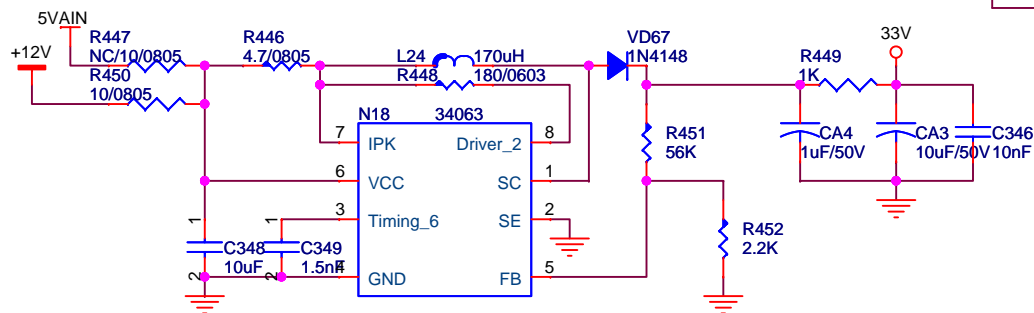 5VAIN
+12V
R447
NC/10/0805
R450
10/0805
R446
4.7/0805
L24
170uH
R448
180/0603
VD67
1N4148
R449
1K
33V
N18
34063
7
IPK
Driver_2
8
6
VCC
SC
1
3
Timing_6
SE
2
4
GND
FB
5
R451
56K
R452
2.2K
CA4
1uF/50V
CA3
10uF/50V
C346
10nF
1
2
C348
10uF
1
2
C349
1.5nF